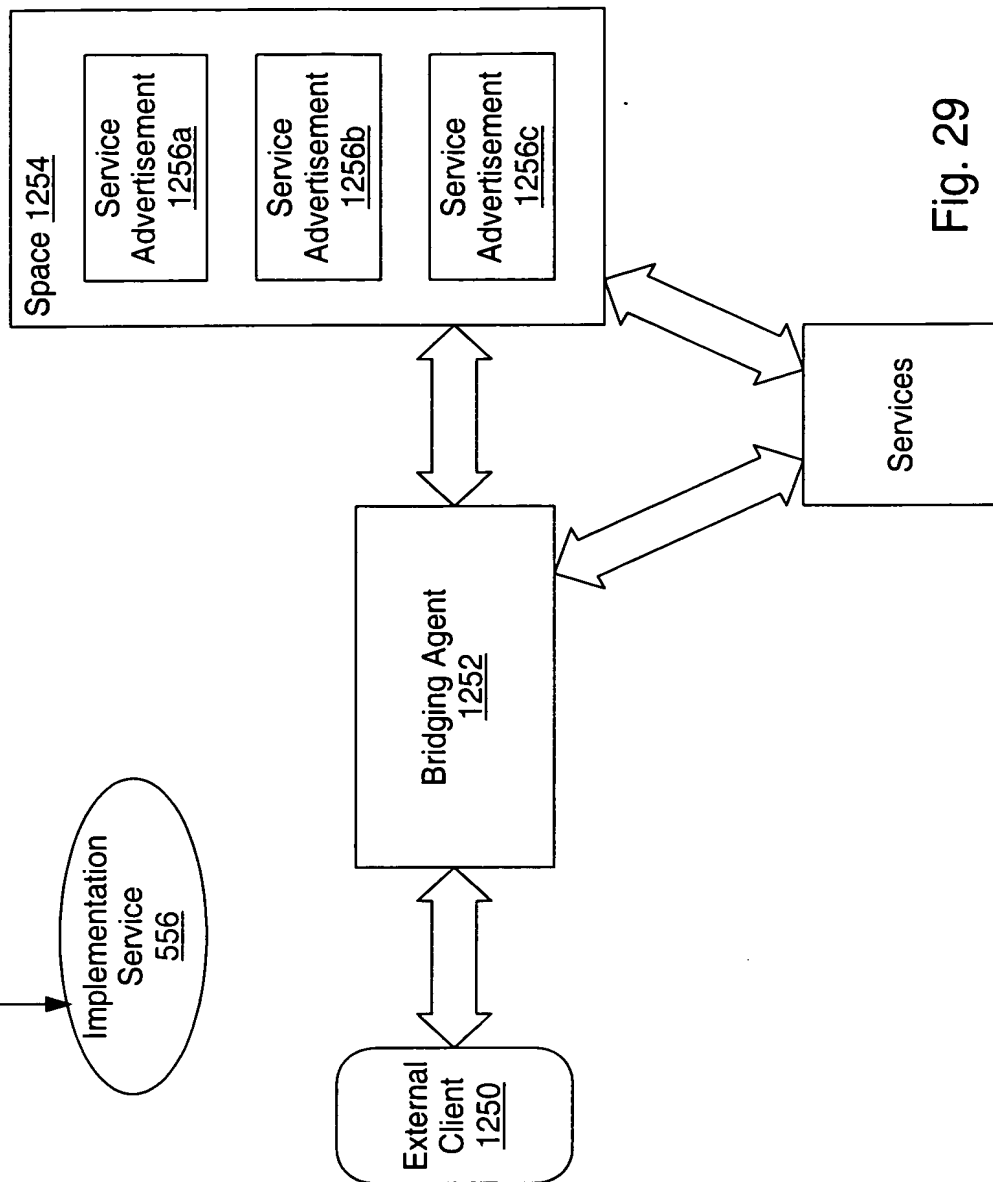 Implementation
Service
556
External
Client
1250
Bridging Agent
1252
Space 1254
Service
Advertisement
1256a
Service
Advertisement
1256b
Service
Advertisement
1256c
Services
Fig. 29